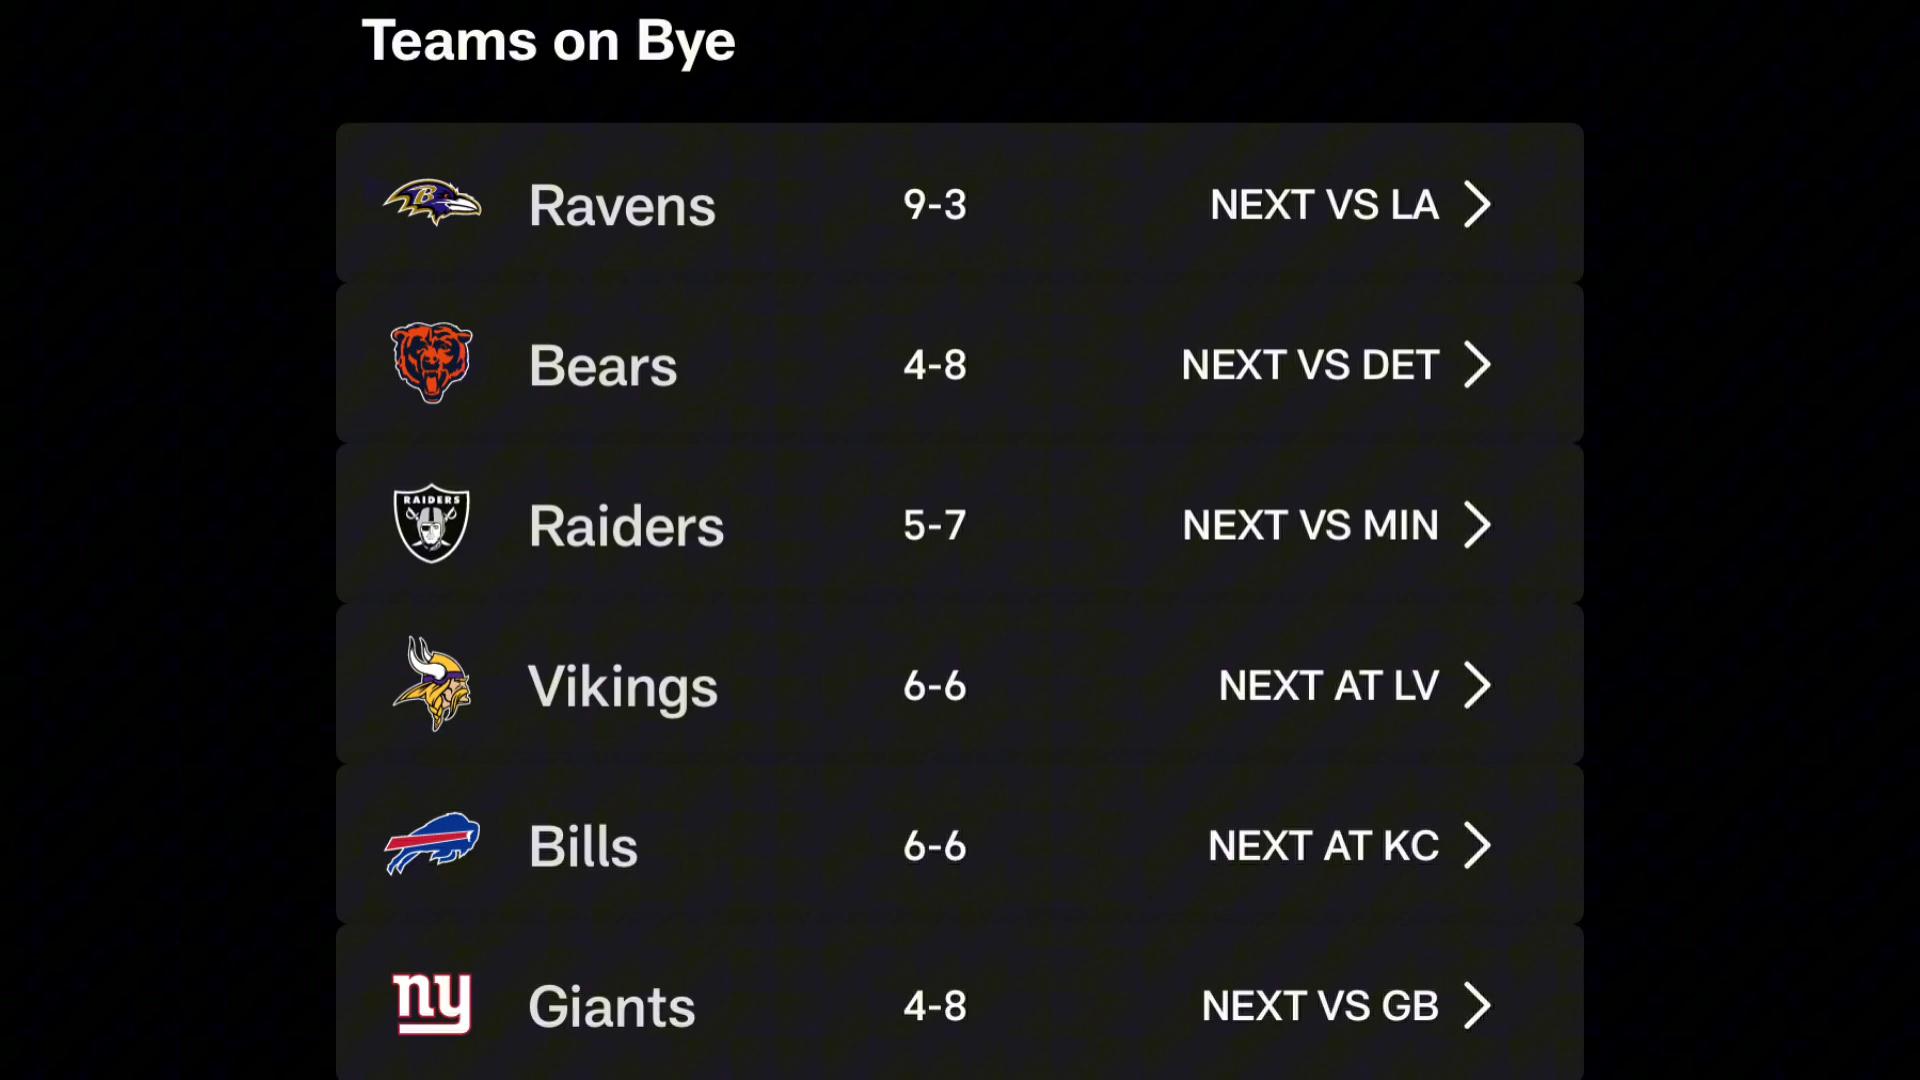 Teams on Bye
Ravens 9-3 NEXT VS LA
Bears 4-8 NEXT VS DET
RAIDERS
Raiders 5-7 NEXT VS MIN
Vikings 6-6 NEXT AT LV
Bills 6-6 NEXT AT KC
ny Giants 4-8 NEXT VS GB